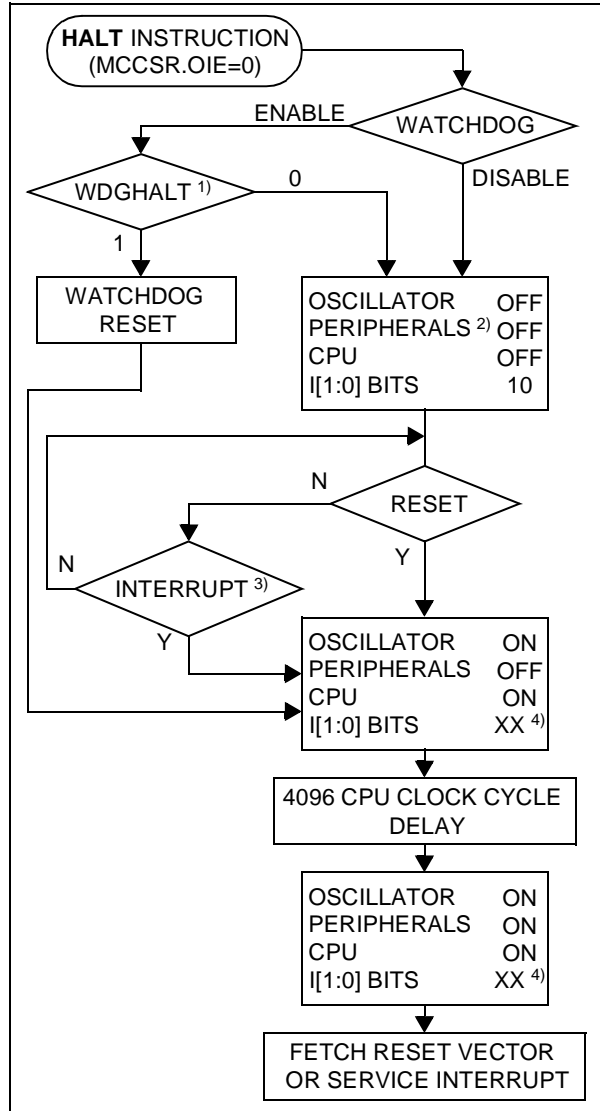 HALT INSTRUCTION
(MCCSR.OIE=0)
ENABLE
WATCHDOG
WDGHALT 1)
0
DISABLE
1
WATCHDOG
RESET
OSCILLATOR OFF
PERIPHERALS 2) OFF
CPU OFF
I[1:0] BITS 10
N
RESET
N
Y
INTERRUPT 3)
Y
OSCILLATOR ON
PERIPHERALS OFF
CPU ON
I[1:0] BITS XX 4)
4096 CPU CLOCK CYCLE
DELAY
OSCILLATOR ON
PERIPHERALS ON
CPU ON
I[1:0] BITS XX 4)
FETCH RESET VECTOR
OR SERVICE INTERRUPT